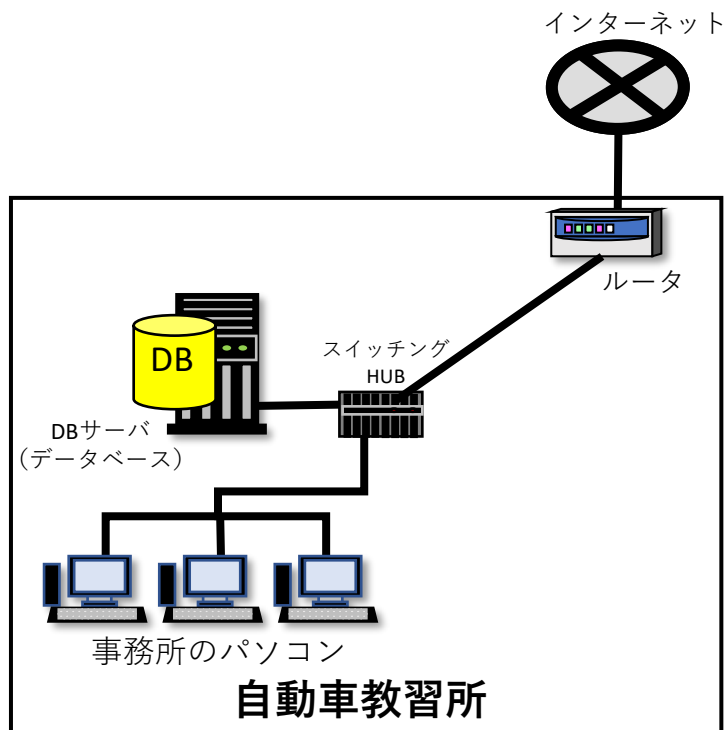 インターネット
ルータ
スイッチング
HUB
DB
DBサーバ
（データベース）
事務所のパソコン
自動車教習所